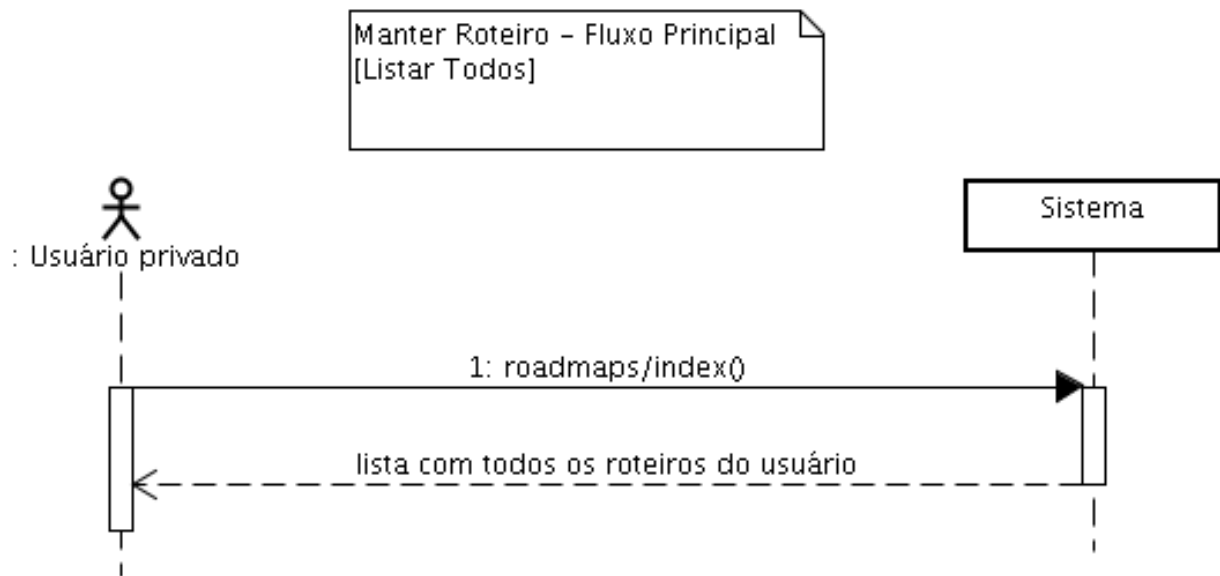 Manter Roteiro – Fluxo Principal
[Listar Todos]
Sistema
: Usuário privado
1: roadmaps/index()
lista com todos os roteiros do usuário